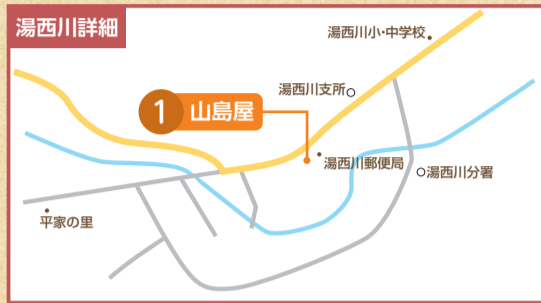 湯西川詳細
湯西川小・中学校
湯西川支所
1 山島屋
湯西川郵便局
湯西川分署
平家の里